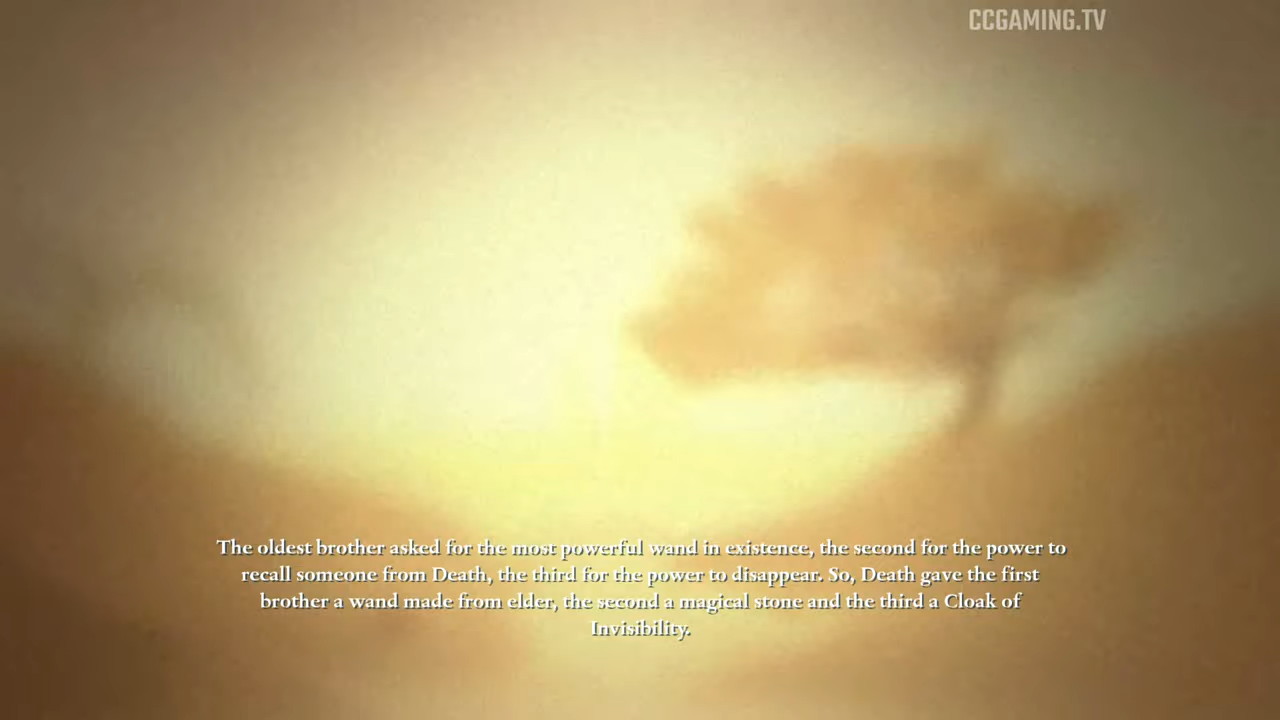 CCGAMING.TV
The oldest brother asked for the most powerful wand in existence, the second for the power to
recall someone from Death, the third for the power to disappear. So, Death gave the first
brother a wand made from elder, the second a magical stone and the third a Cloak of
Invisibility.